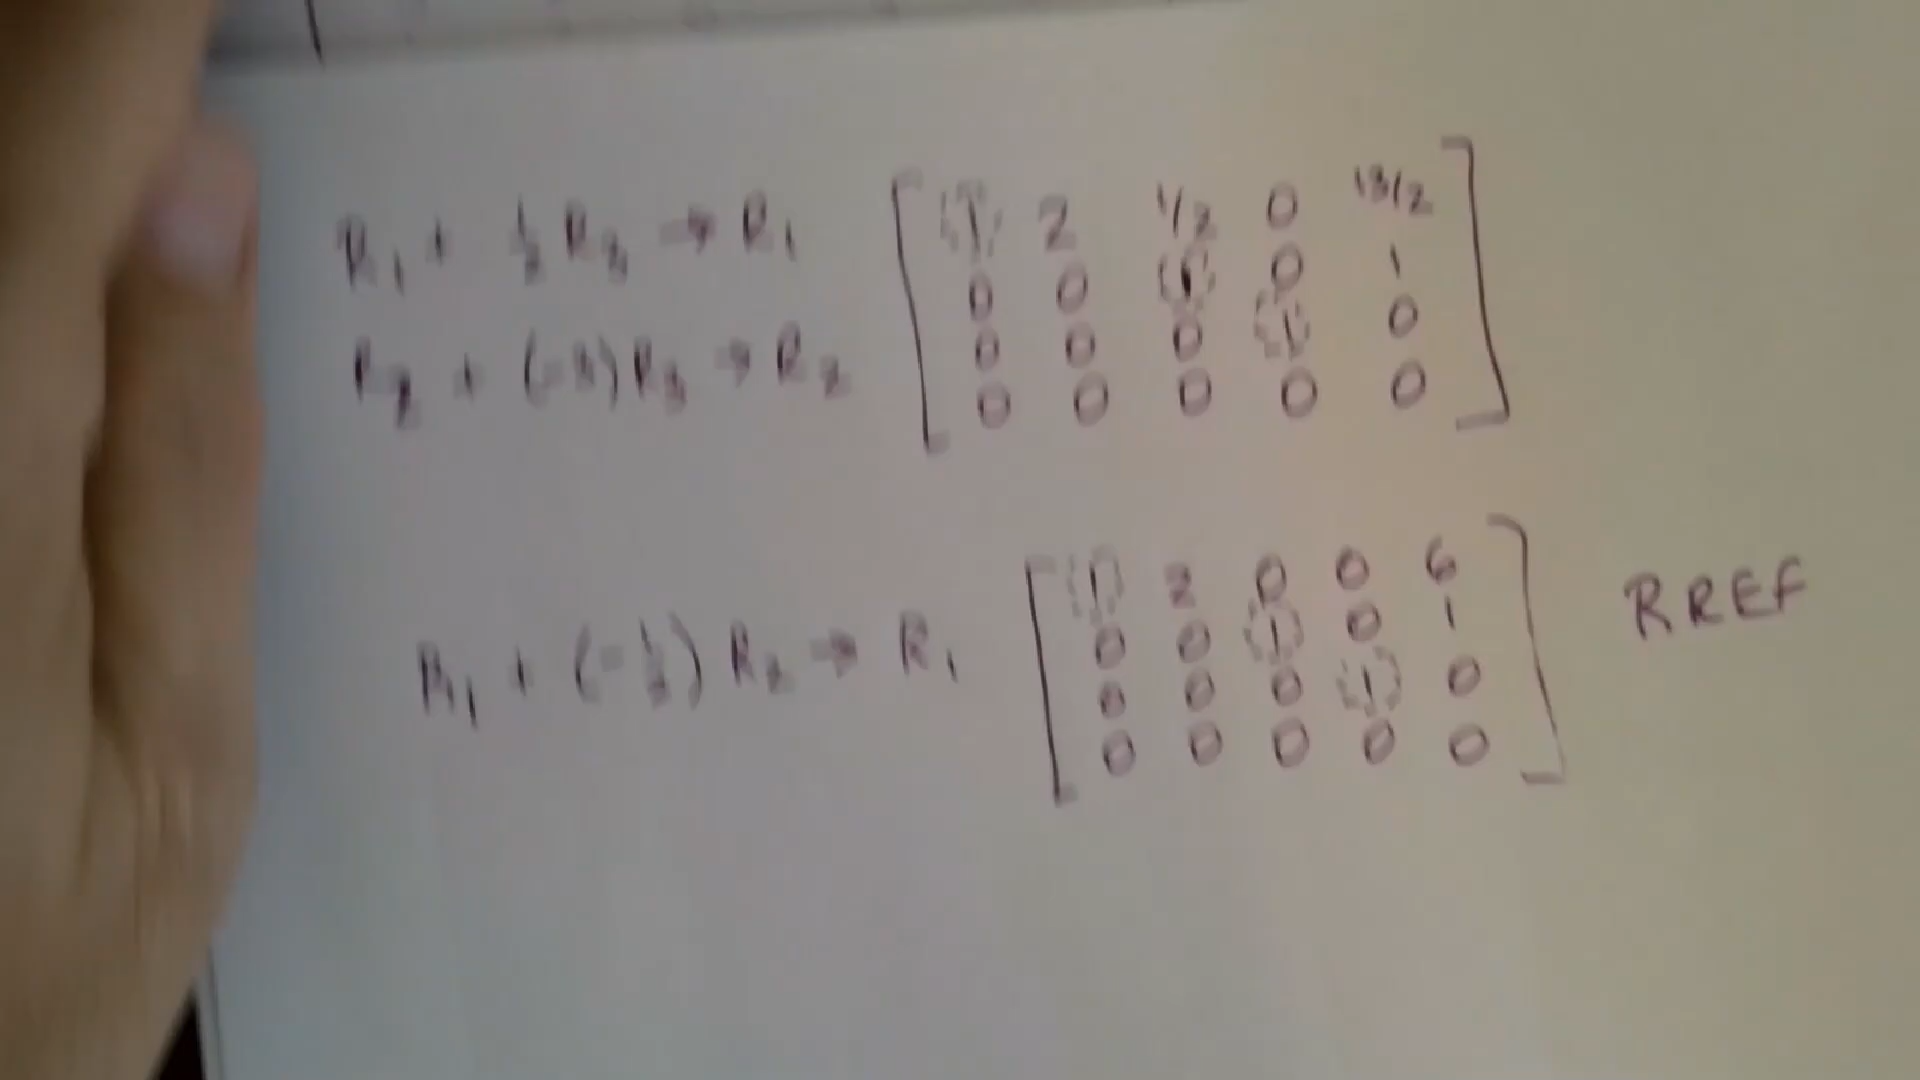 R₁ + 1/2 R₃ → R₁
R₂ + (-3)R₃ → R₂
1 2 1/2 0 13/2
0 0 1 0 1
0 0 0 1 0
0 0 0 0 0
R₁ + (-1/2) R₂ → R₁
1 2 0 0 6
0 0 1 0 1
0 0 0 1 0
0 0 0 0 0
RREF